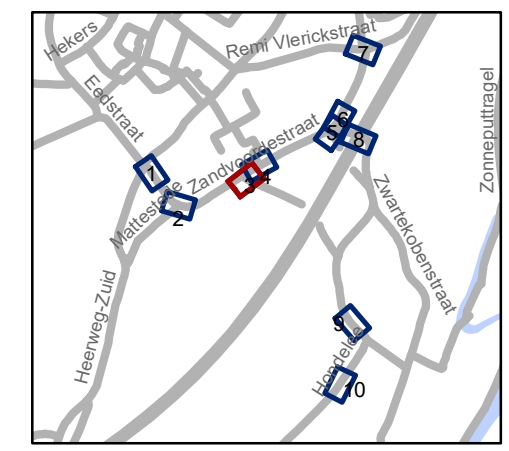 Hekers
Remi Vlerickstraat
7
Eedstraat
Zonneputtragel
6
5
8
Zandvoordestraat
1
4
3
Mattestede
2
Zwartekobenstraat
Heerweg-Zuid
9
Hondelee
10